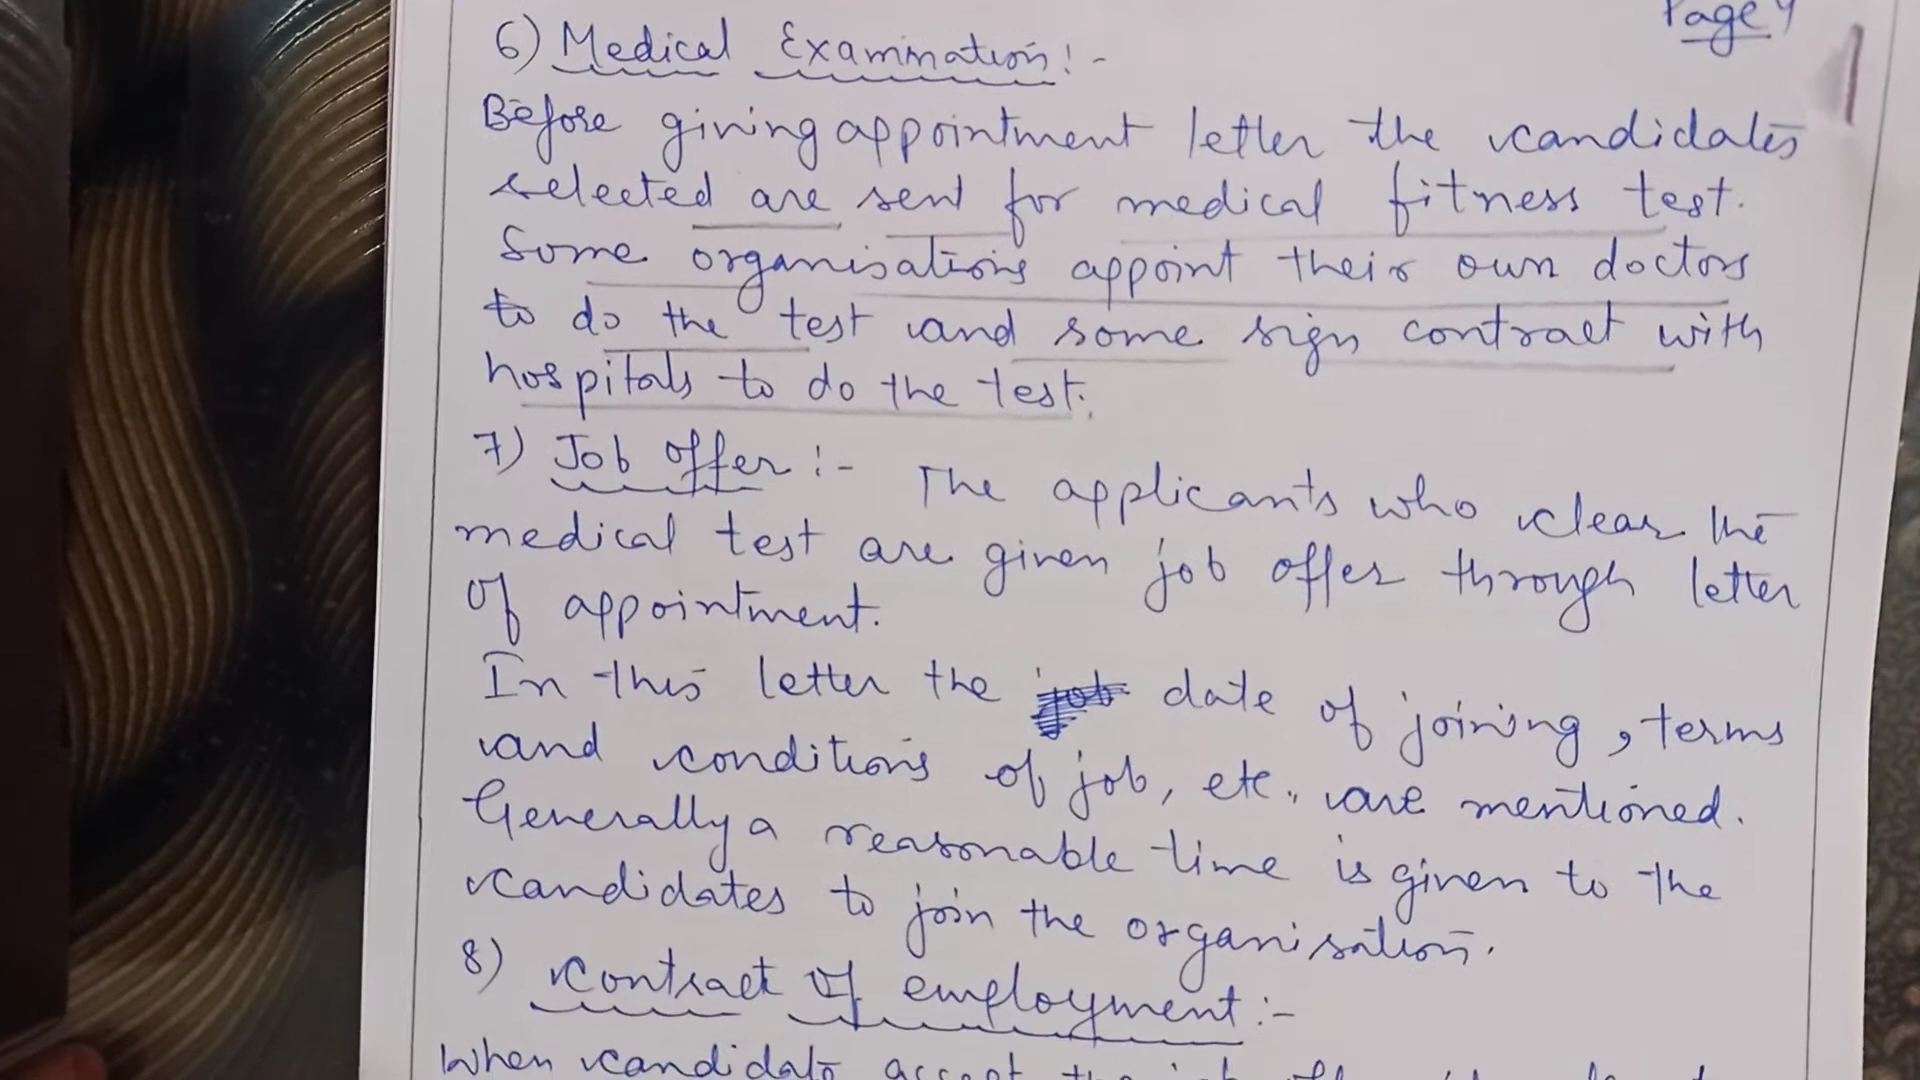 Page 4
6) Medical Examination:-
Before giving appointment letter the candidates
selected are sent for medical fitness test.
Some organisations appoint their own doctors
to do the test and some sign contract with
hospitals to do the test.
7) Job offer:- The applicants who clear the
medical test are given job offer through letter
of appointment.
In this letter the date of joining, terms
and conditions of job, etc., are mentioned.
Generally a reasonable time is given to the
candidates to join the organisation.
8) Contract of employment:-
When candidate accept the job